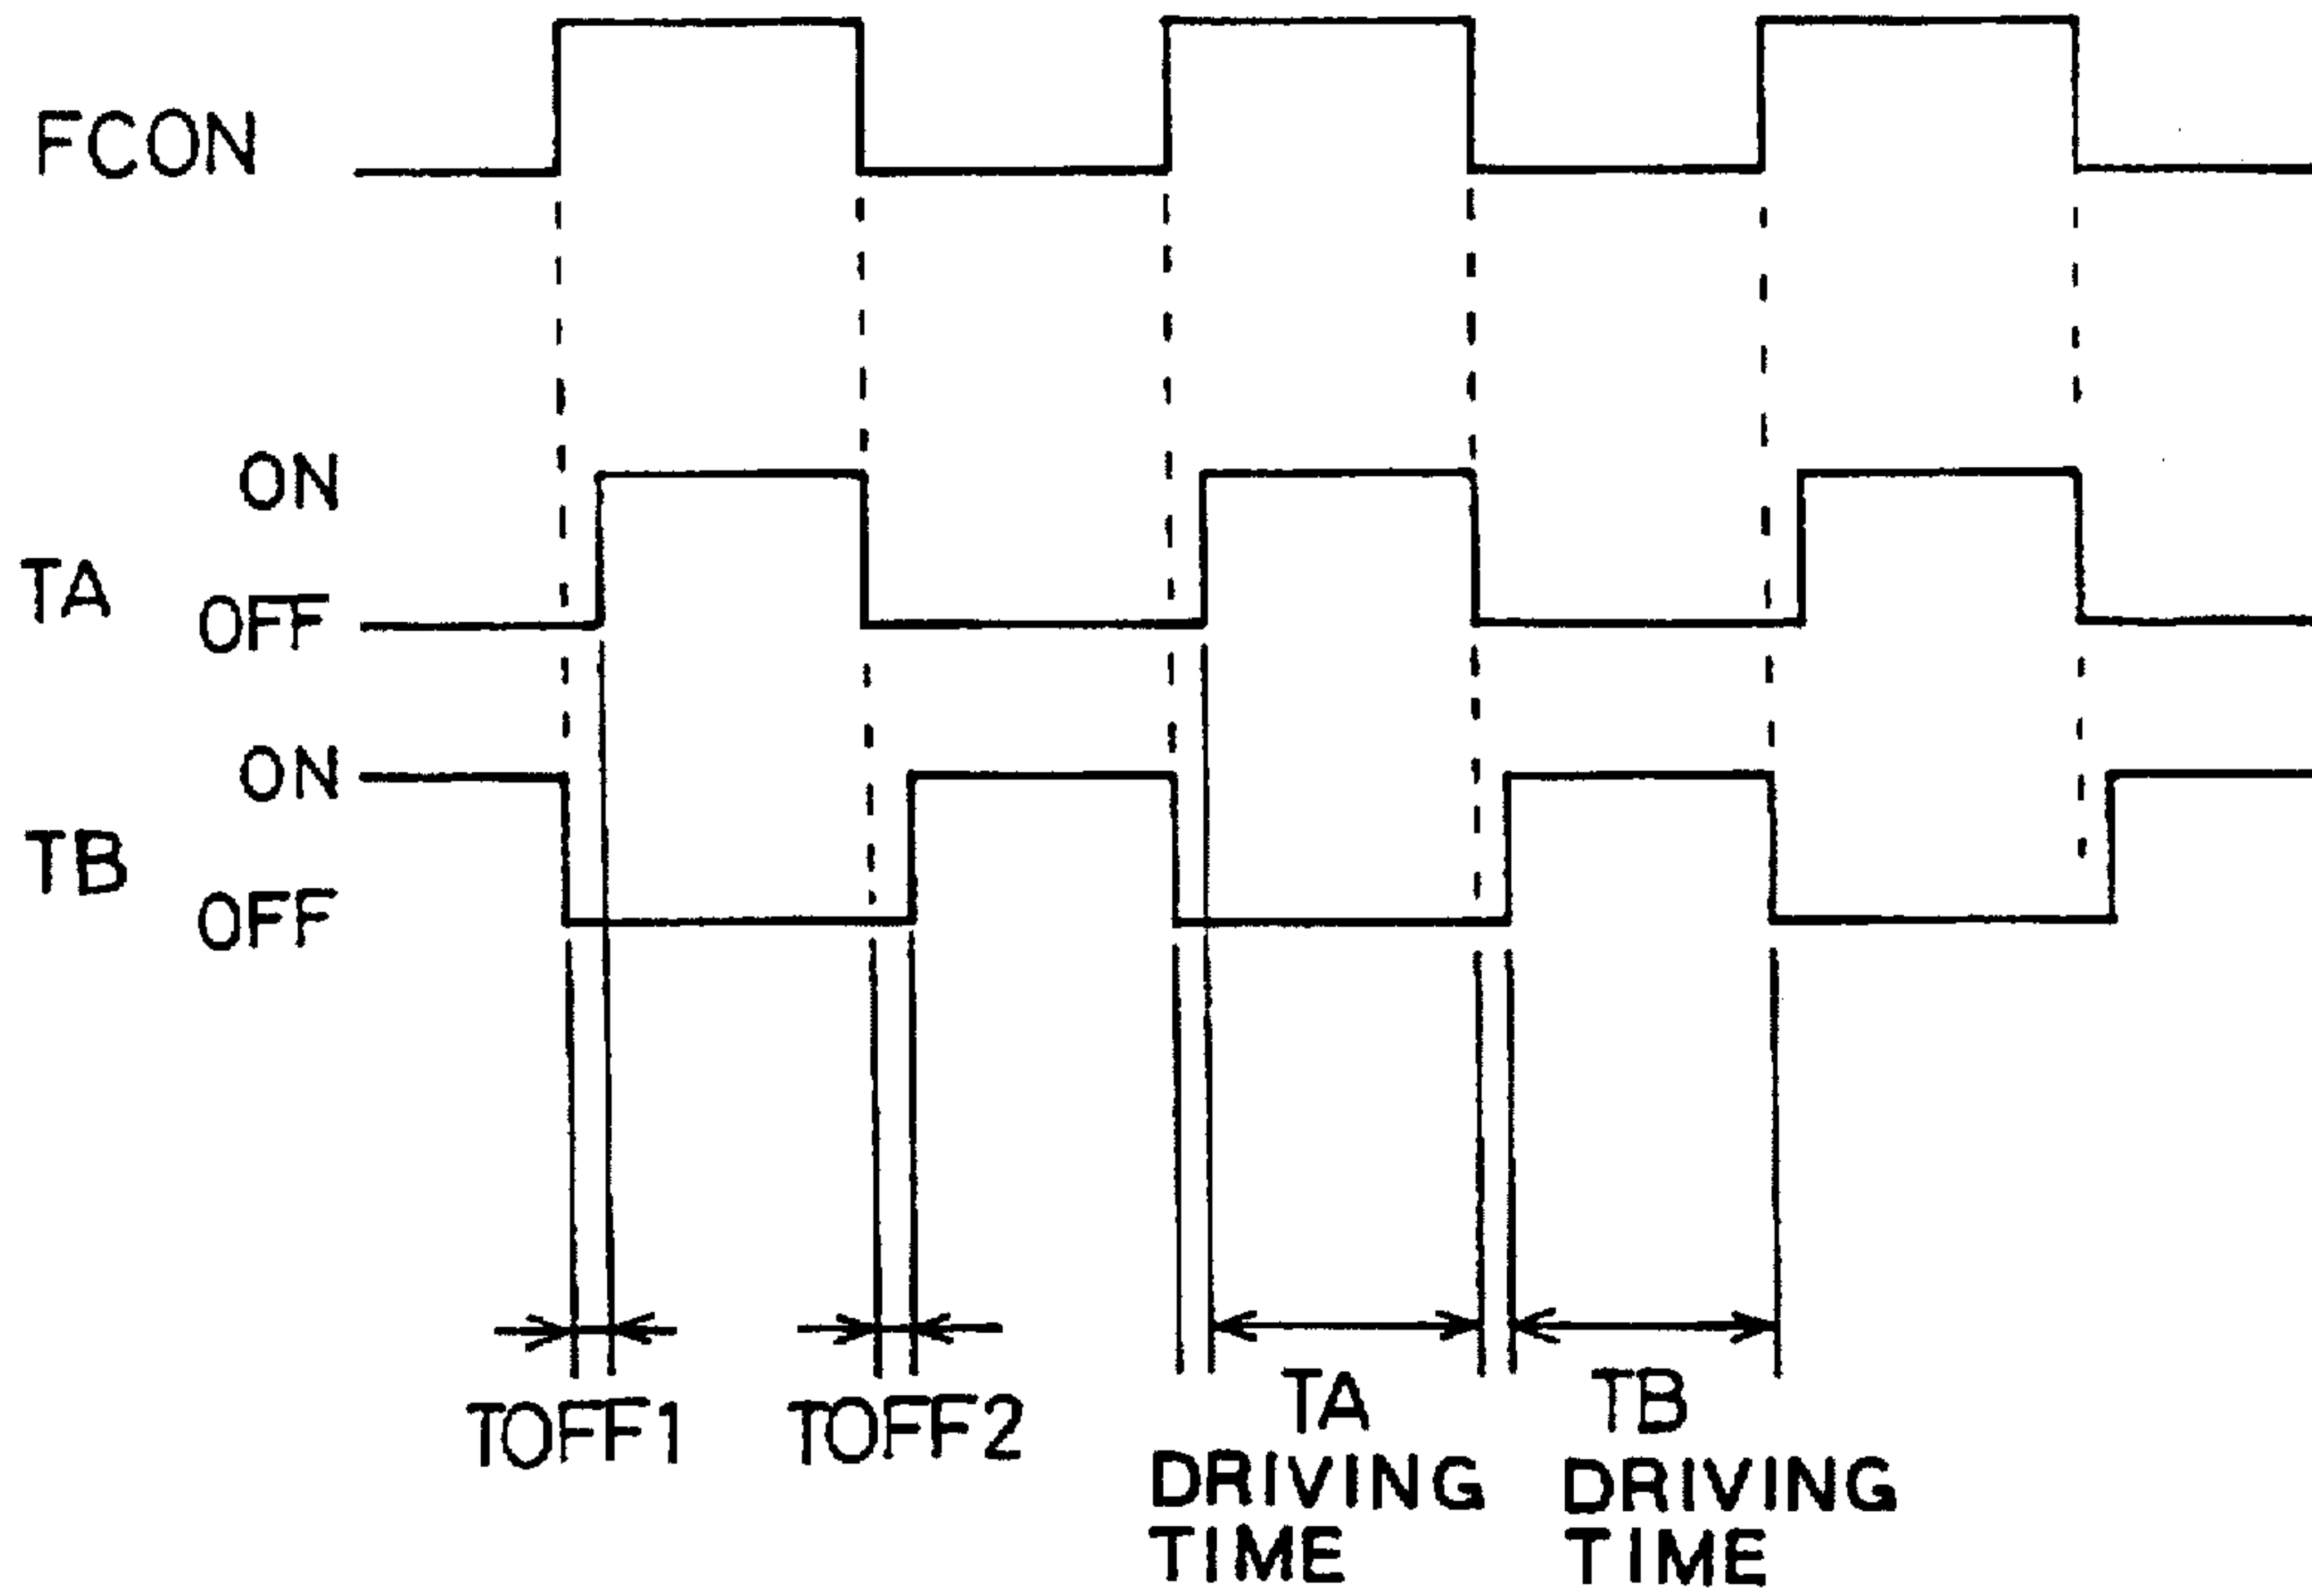 FCON
ON
TA
OFF
ON
TB
OFF
TOFF1
TOFF2
TA
DRIVING
TIME
TB
DRIVING
TIME